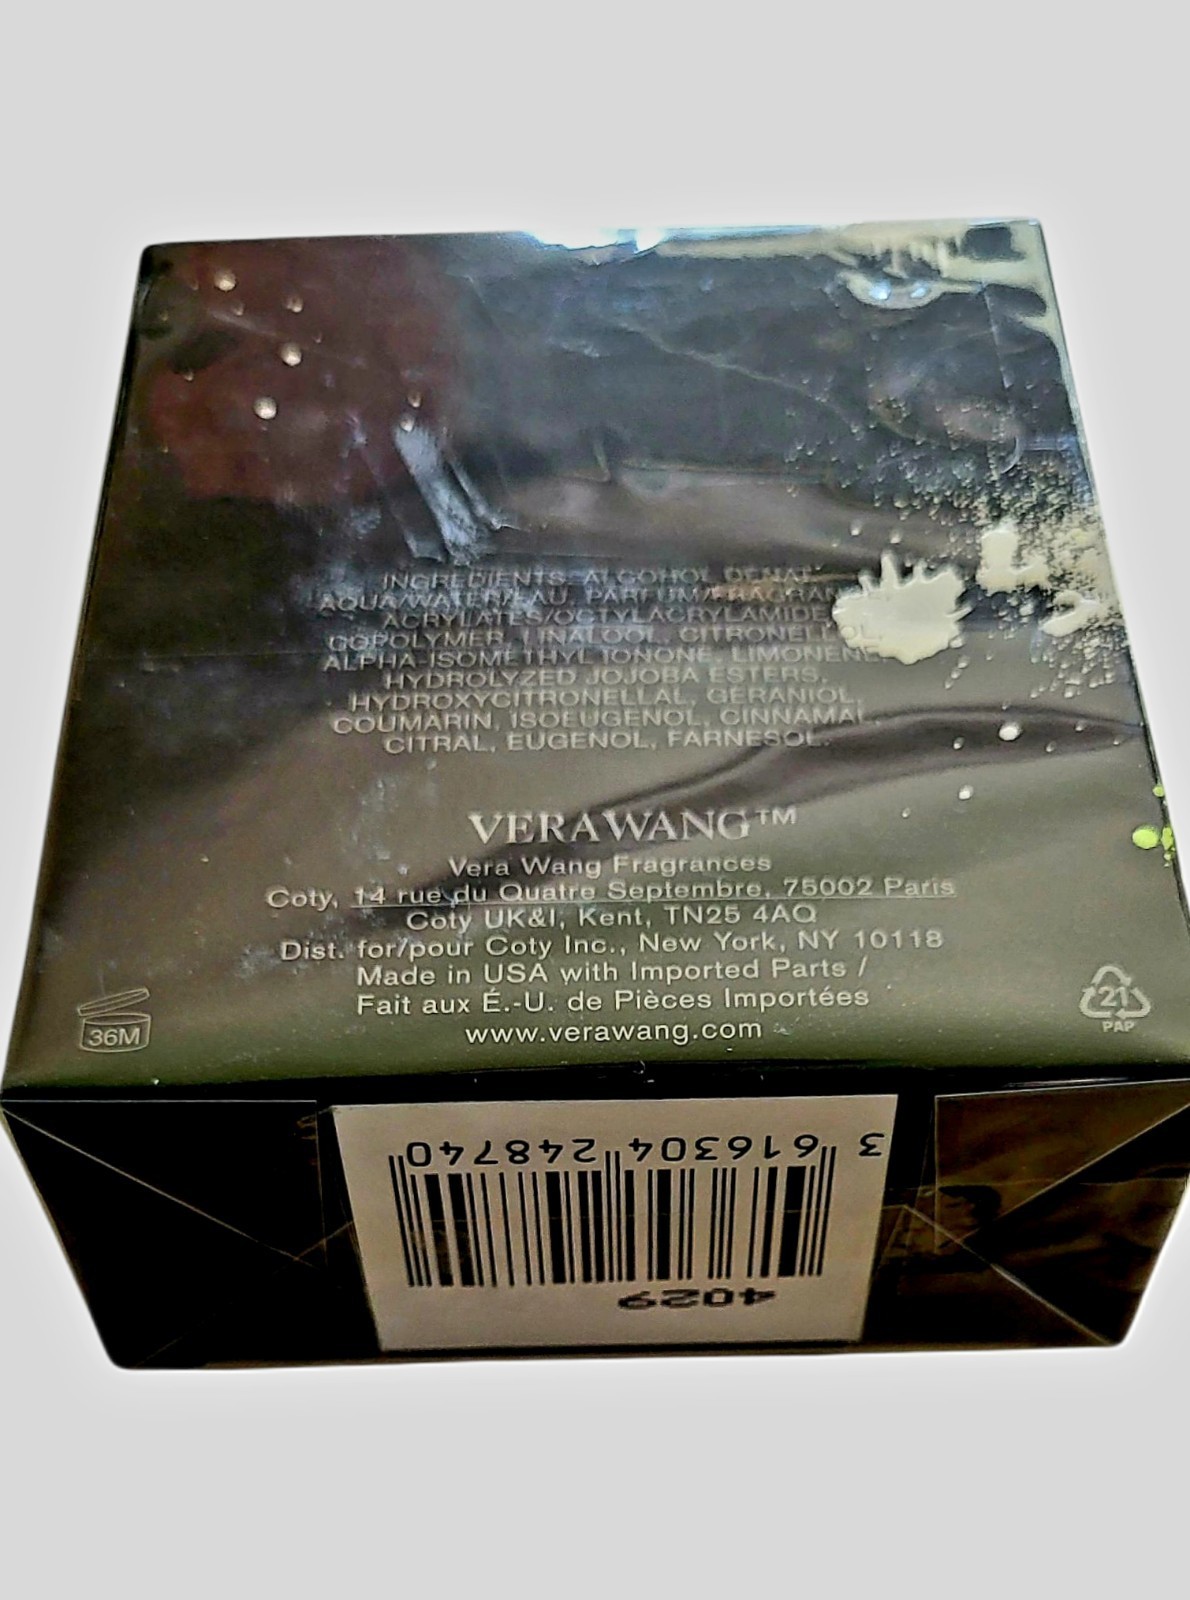 INGREDIENTS: ALCOHOL DENAT.
AQUA/WATER/EAU, PARFUM/FRAGRAN
ACRYLATES/OCTYLACRYLAMIDE
COPOLYMER, LINALOOL, CITRONELLOL,
ALPHA-ISOMETHYL IONONE, LIMONENE,
HYDROLYZED JOJOBA ESTERS,
HYDROXYCITRONELLAL, GERANIOL,
COUMARIN, ISOEUGENOL, CINNAMAL,
CITRAL, EUGENOL, FARNESOL.
VERA WANG™
Vera Wang Fragrances
Coty, 14 rue du Quatre Septembre, 75002 Paris
Coty UK&I, Kent, TN25 4AQ
Dist. for/pour Coty Inc., New York, NY 10118
Made in USA with Imported Parts /
Fait aux É.-U. de Pièces Importées
www.verawang.com
36M
21
PAP
3 616304 248740
4029